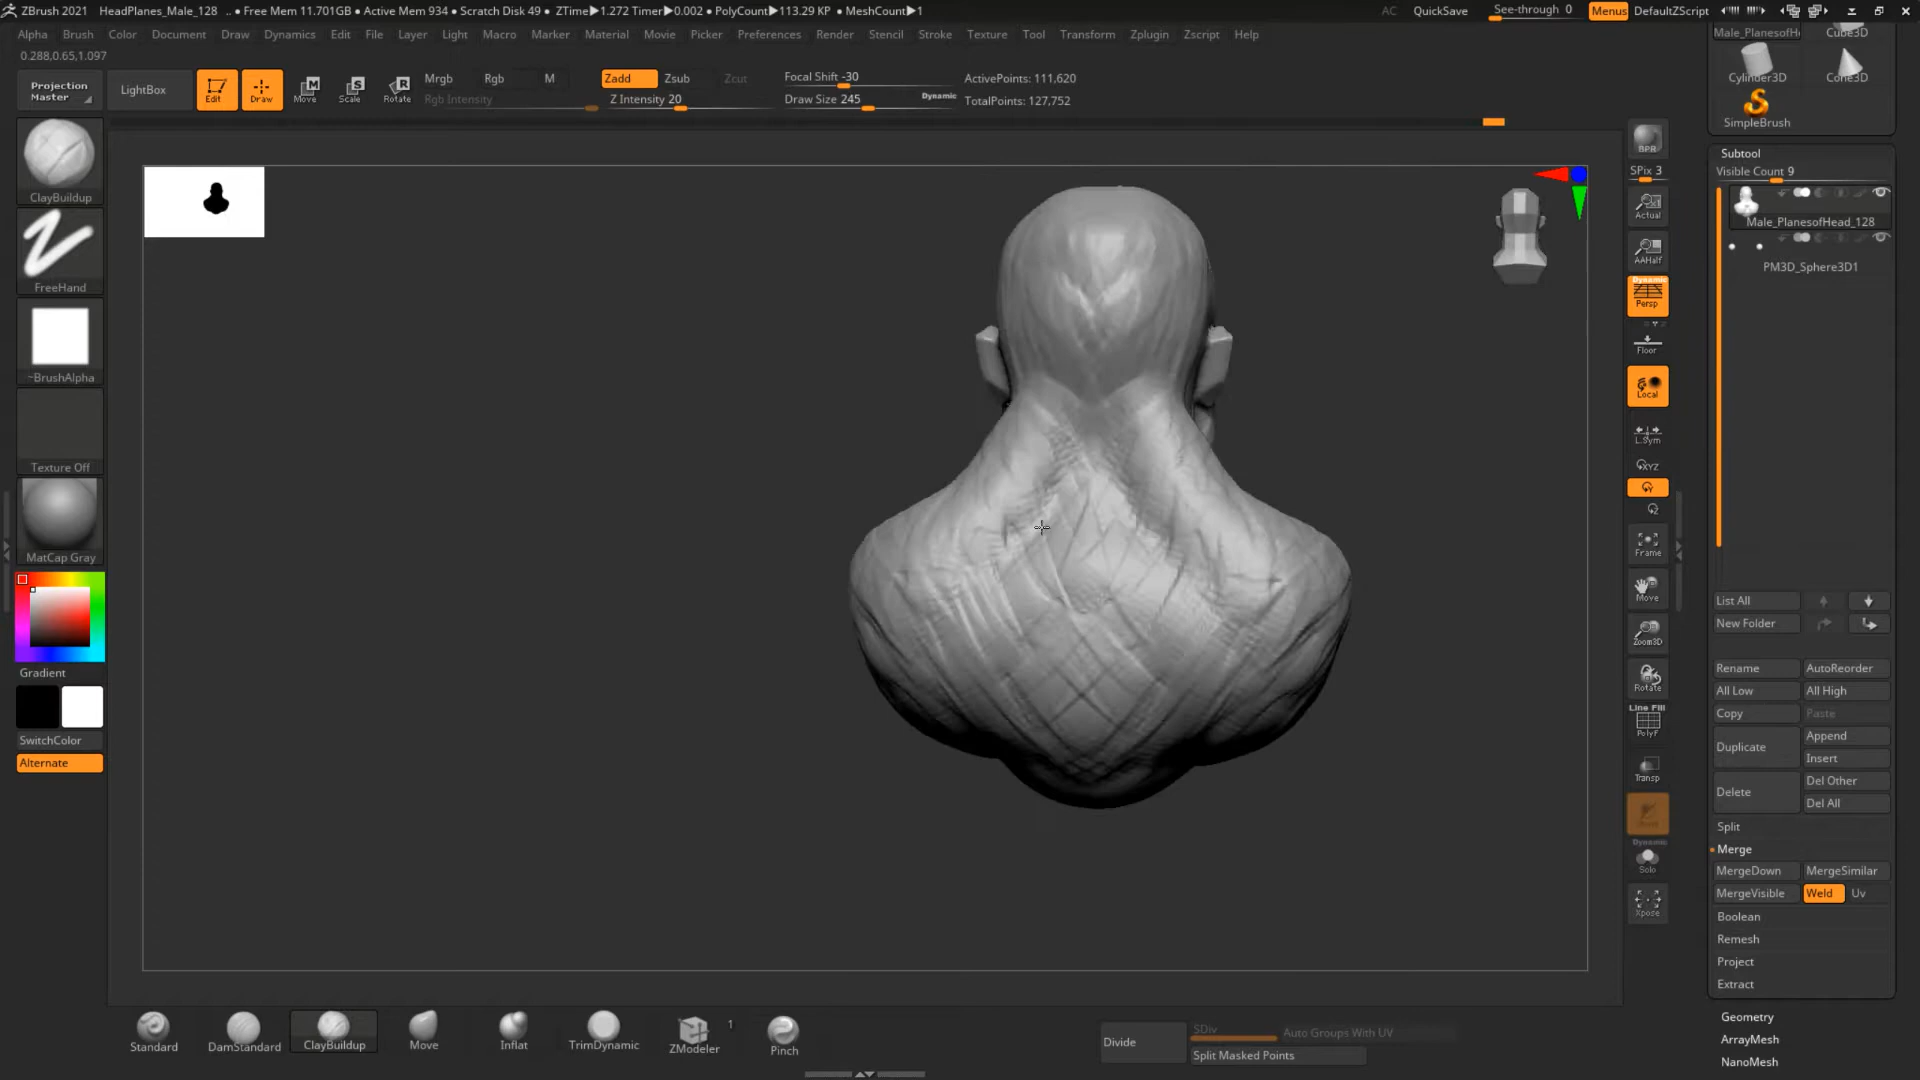 ZBrush 2021 HeadPlanes_Male_128 .. • Free Mem 11.701GB • Active Mem 934 • Scratch Disk 49 • ZTime▶1.272 Timer▶0.002 • PolyCount▶113.29 KP • MeshCount▶1 AC QuickSave See-through 0 Menus DefaultZScript
Alpha Brush Color Document Draw Dynamics Edit File Layer Light Macro Marker Material Movie Picker Preferences Render Stencil Stroke Texture Tool Transform Zplugin Zscript Help
0.288,0.65,1.097
Projection Master
LightBox
Edit
Draw
Move
Scale
Rotate
Mrgb Rgb M
Rgb Intensity
Zadd Zsub Zcut
Z Intensity 20
Focal Shift -30
Draw Size 245
Dynamic
ActivePoints: 111,620
TotalPoints: 127,752
ClayBuildup
FreeHand
~BrushAlpha
Texture Off
MatCap Gray
Gradient
SwitchColor
Alternate
BPR
SPix 3
Actual
AAHalf
Dynamic
Persp
Floor
Local
L.Sym
XYZ
Y
Z
Frame
Move
Zoom3D
Rotate
Line Fill
PolyF
Transp
Dynamic
Solo
Xpose
Male_PlanesofHe
Cube3D
Cylinder3D
Cone3D
SimpleBrush
Subtool
Visible Count 9
Male_PlanesofHead_128
PM3D_Sphere3D1
List All
New Folder
Rename AutoReorder
All Low All High
Copy Paste
Duplicate Append
Insert
Delete Del Other
Del All
Split
Merge
MergeDown MergeSimilar
MergeVisible Weld Uv
Boolean
Remesh
Project
Extract
Geometry
ArrayMesh
NanoMesh
Standard
DamStandard
ClayBuildup
Move
Inflat
TrimDynamic
ZModeler
1
Pinch
Divide
SDiv
Auto Groups With UV
Split Masked Points